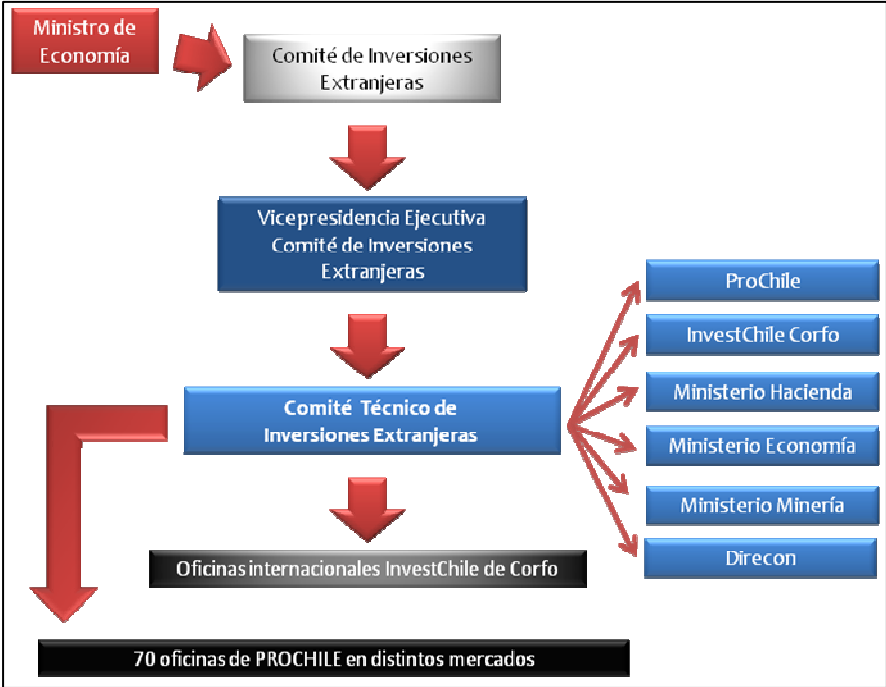 Ministro de
Economía
Comité de Inversiones
Extranjeras
Vicepresidencia Ejecutiva
Comité de Inversiones
Extranjeras
ProChile
InvestChile Corfo
Ministerio Hacienda
Comité Técnico de
Inversiones Extranjeras
Ministerio Economía
Ministerio Minería
Direcon
Oficinas internacionales InvestChile de Corfo
70 oficinas de PROCHILE en distintos mercados